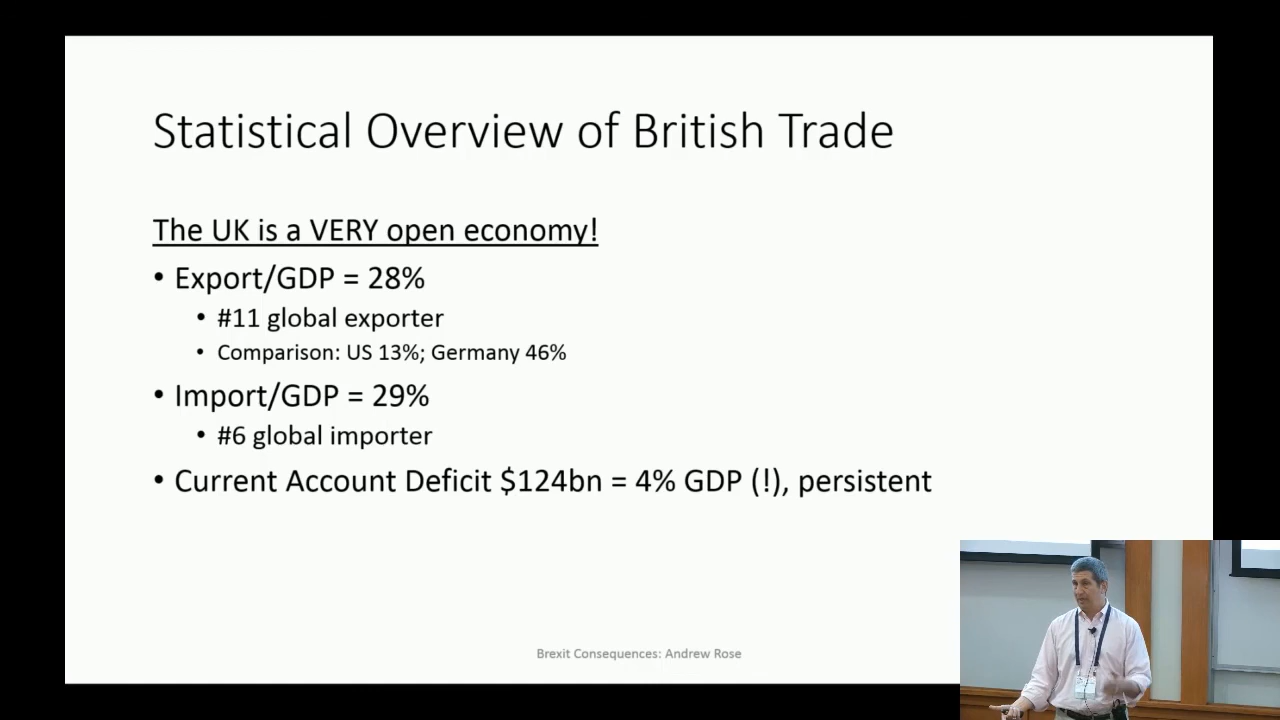 Statistical Overview of British Trade
The UK is a VERY open economy!
• Export/GDP = 28%
• #11 global exporter
• Comparison: US 13%; Germany 46%
• Import/GDP = 29%
• #6 global importer
• Current Account Deficit $124bn = 4% GDP (!), persistent
Brexit Consequences: Andrew Rose